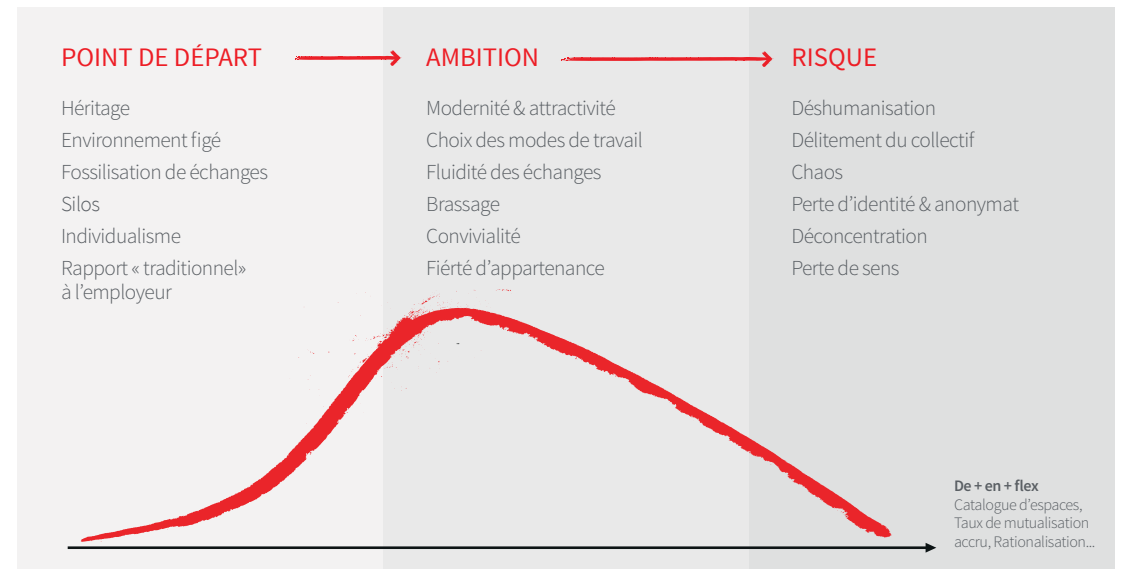 POINT DE DÉPART
Héritage
Environnement figé
Fossilisation de échanges
Silos
Individualisme
Rapport « traditionnel»
à l’employeur
AMBITION
Modernité & attractivité
Choix des modes de travail
Fluidité des échanges
Brassage
Convivialité
Fiérté d’appartenance
RISQUE
Déshumanisation
Délitement du collectif
Chaos
Perte d’identité & anonymat
Déconcentration
Perte de sens
De + en + flex
Catalogue d’espaces,
Taux de mutualisation
accru, Rationalisation...